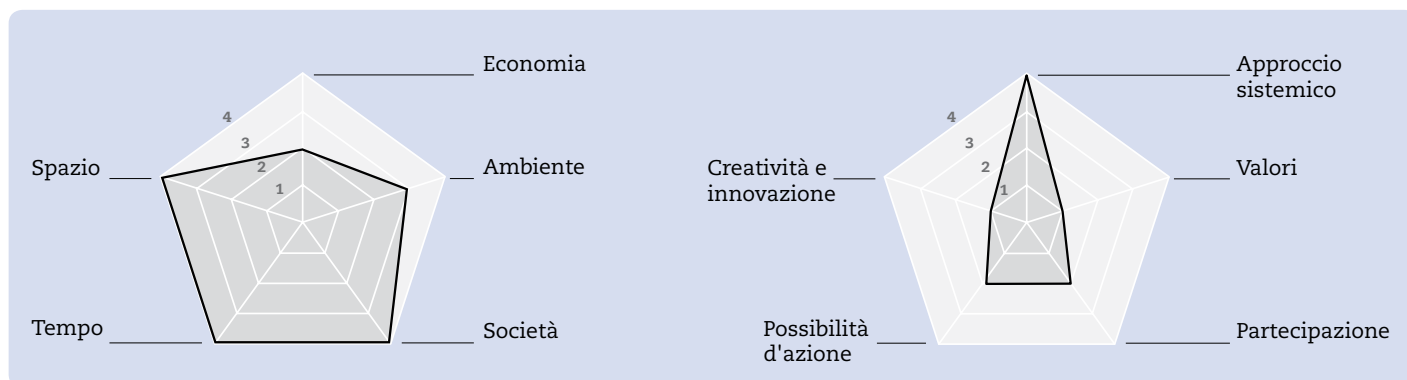 Economia
4
3
Spazio
2
Ambiente
1
Tempo
Società
Approccio
sistemico
4
3
Creatività e
innovazione
2
Valori
1
Possibilità
d'azione
Partecipazione